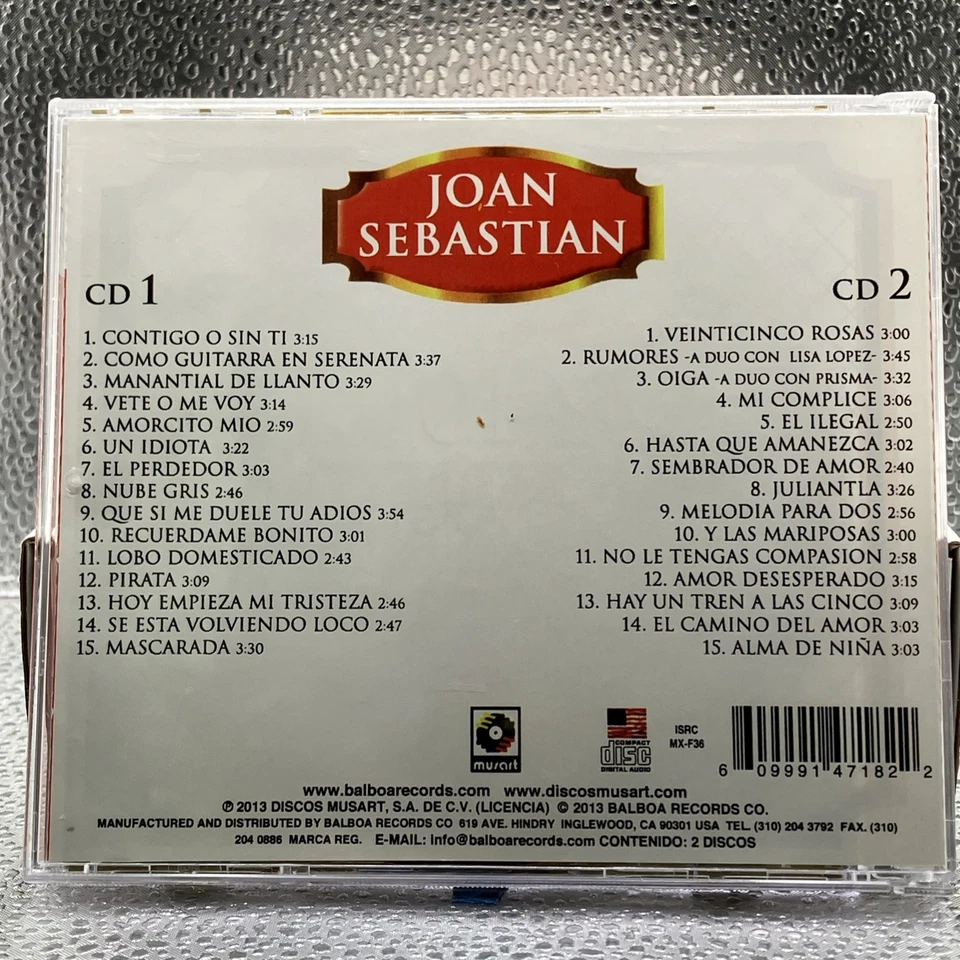 JOAN
SEBASTIAN
CD 1
1. CONTIGO O SIN TI 3:15
2. COMO GUITARRA EN SERENATA 3:37
3. MANANTIAL DE LLANTO 3:29
4. VETE O ME VOY 3:14
5. AMORCITO MIO 2:59
6. UN IDIOTA 3:22
7. EL PERDEDOR 3:03
8. NUBE GRIS 2:46
9. QUE SI ME DUELE TU ADIOS 3:54
10. RECUERDAME BONITO 3:01
11. LOBO DOMESTICADO 2:43
12. PIRATA 3:09
13. HOY EMPIEZA MI TRISTEZA 2:46
14. SE ESTA VOLVIENDO LOCO 2:47
15. MASCARADA 3:30
CD 2
1. VEINTICINCO ROSAS 3:00
2. RUMORES -A DUO CON LISA LOPEZ- 3:45
3. OIGA -A DUO CON PRISMA- 3:32
4. MI COMPLICE 3:06
5. EL ILEGAL 2:50
6. HASTA QUE AMANEZCA 3:02
7. SEMBRADOR DE AMOR 2:40
8. JULIANTLA 3:26
9. MELODIA PARA DOS 2:56
10. Y LAS MARIPOSAS 3:00
11. NO LE TENGAS COMPASION 2:58
12. AMOR DESESPERADO 3:15
13. HAY UN TREN A LAS CINCO 3:09
14. EL CAMINO DEL AMOR 3:03
15. ALMA DE NIÑA 3:03
musart
COMPACT
disc
DIGITAL AUDIO
ISRC
MX-F36
6 09991 47182 2
www.balboarecords.com www.discosmusart.com
℗ 2013 DISCOS MUSART, S.A. DE C.V. (LICENCIA) © 2013 BALBOA RECORDS CO.
MANUFACTURED AND DISTRIBUTED BY BALBOA RECORDS CO 619 AVE. HINDRY INGLEWOOD, CA 90301 USA TEL. (310) 204 3792 FAX. (310)
204 0886 MARCA REG. E-MAIL: info@balboarecords.com CONTENIDO: 2 DISCOS